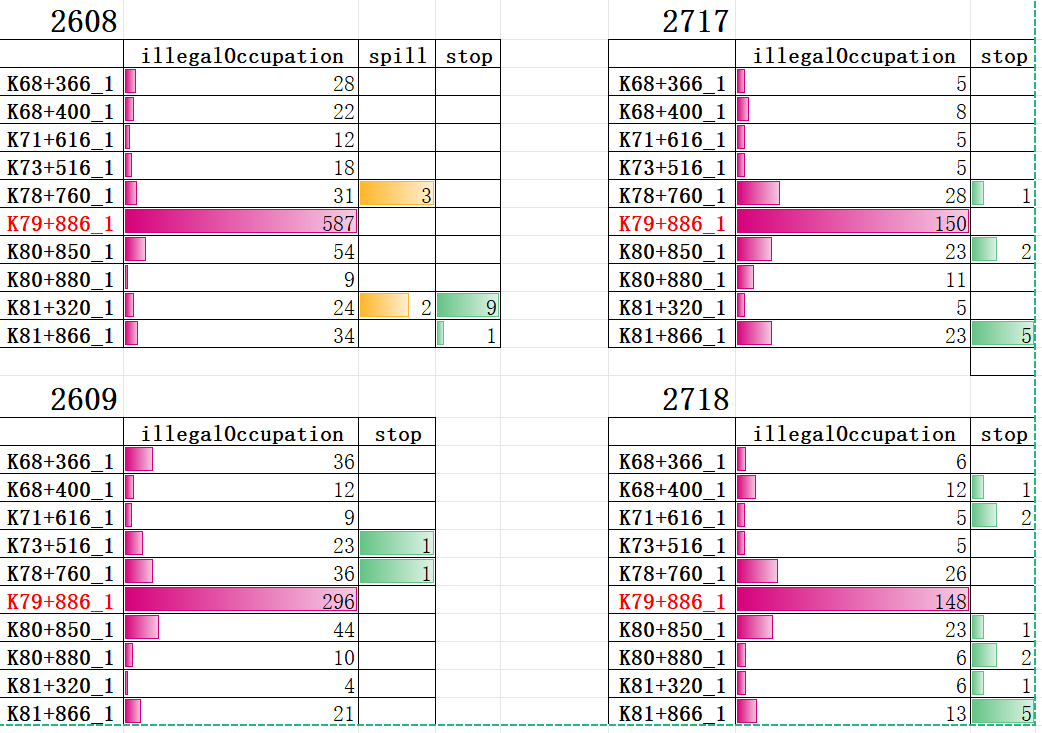 2608 2717
illegalOccupation spill stop illegalOccupation stop
K68+366_1 28 K68+366_1 5
K68+400_1 22 K68+400_1 8
K71+616_1 12 K71+616_1 5
K73+516_1 18 K73+516_1 5
K78+760_1 31 3 K78+760_1 28 1
K79+886_1 587 K79+886_1 150
K80+850_1 54 K80+850_1 23 2
K80+880_1 9 K80+880_1 11
K81+320_1 24 2 9 K81+320_1 5
K81+866_1 34 1 K81+866_1 23 5
2609 2718
illegalOccupation stop illegalOccupation stop
K68+366_1 36 K68+366_1 6
K68+400_1 12 K68+400_1 12 1
K71+616_1 9 K71+616_1 5 2
K73+516_1 23 1 K73+516_1 5
K78+760_1 36 1 K78+760_1 26
K79+886_1 296 K79+886_1 148
K80+850_1 44 K80+850_1 23 1
K80+880_1 10 K80+880_1 6 2
K81+320_1 4 K81+320_1 6 1
K81+866_1 21 K81+866_1 13 5